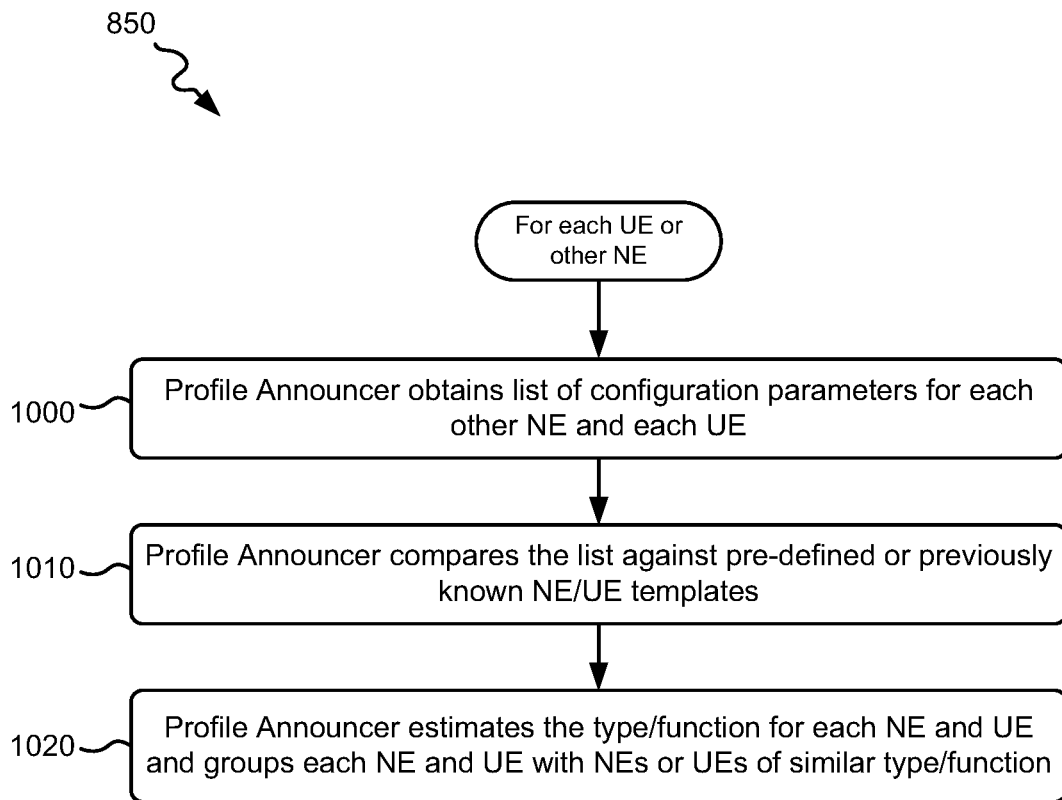 850
For each UE or
other NE
1000
Profile Announcer obtains list of configuration parameters for each
other NE and each UE
1010
Profile Announcer compares the list against pre-defined or previously
known NE/UE templates
1020
Profile Announcer estimates the type/function for each NE and UE
and groups each NE and UE with NEs or UEs of similar type/function